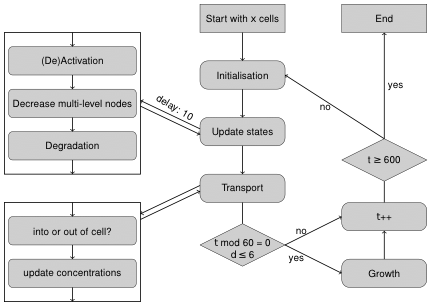 Start with x cells
End
(De)Activation
Initialisation
yes
Decrease multi-level nodes
delay: 10
no
Update states
Degradation
t ≥ 600
Transport
into or out of cell?
no
t++
t mod 60 = 0
d ≤ 6
yes
update concentrations
Growth